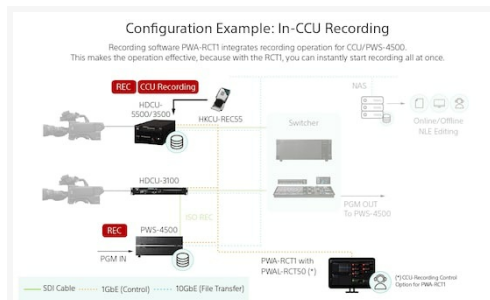 Configuration Example: In-CCU Recording
Recording software PWA-RCT1 integrates recording operation for CCU/PWS-4500.
This makes the operation effective, because with the RCT1, you can instantly start recording all at once.
REC
CCU Recording
HDCU-
5500/3500
HKCU-REC55
NAS
Switcher
Online/Offline
NLE Editing
HDCU-3100
ISO REC
PGM OUT
To PWS-4500
REC
PWS-4500
PGM IN
PWA-RCT1 with
PWAL-RCT50 (*)
(*) CCU Recording Control
Option for PWA-RCT1
SDI Cable
1GbE (Control)
10GbE (File Transfer)